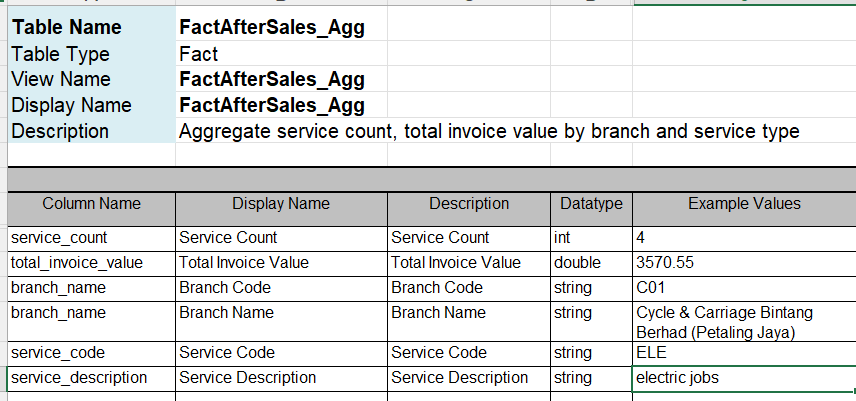 Table Name FactAfterSales_Agg
Table Type Fact
View Name FactAfterSales_Agg
Display Name FactAfterSales_Agg
Description Aggregate service count, total invoice value by branch and service type
Column Name Display Name Description Datatype Example Values
service_count Service Count Service Count int 4
total_invoice_value Total Invoice Value Total Invoice Value double 3570.55
branch_name Branch Code Branch Code string C01
branch_name Branch Name Branch Name string Cycle & Carriage Bintang
Berhad (Petaling Jaya)
service_code Service Code Service Code string ELE
service_description Service Description Service Description string electric jobs